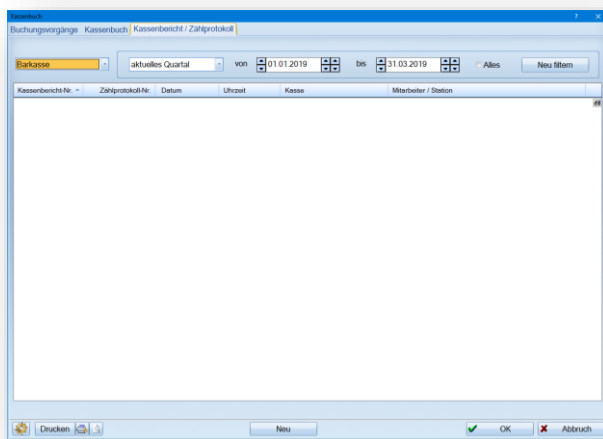 Kassenbuch ? X
Buchungsvorgänge Kassenbuch Kassenbericht / Zählprotokoll
Barkasse aktuelles Quartal von 01.01.2019 bis 31.03.2019 Alles Neu filtern
Kassenbericht-Nr. Zählprotokoll-Nr. Datum Uhrzeit Kasse Mitarbeiter / Station
Drucken Neu OK Abbruch